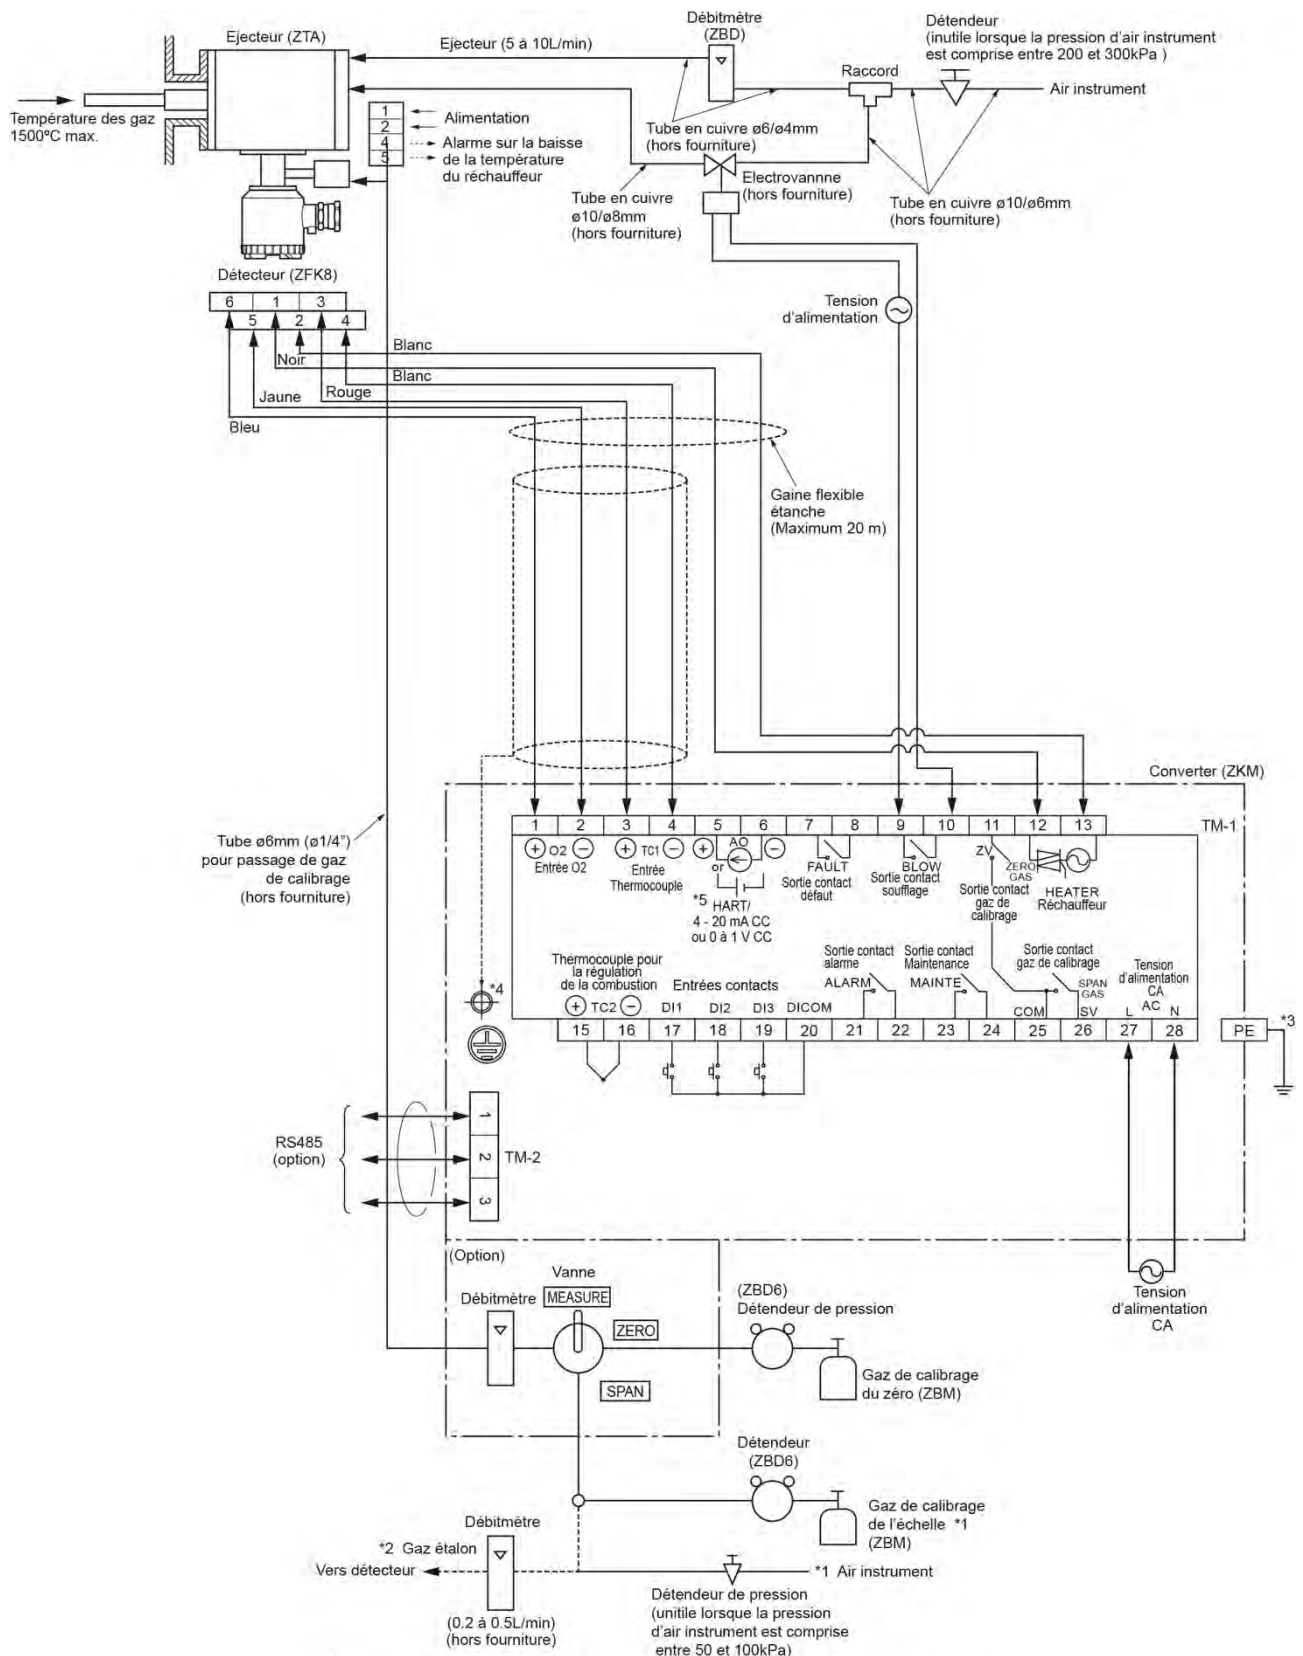 Ejecteur (ZTA)
Ejecteur (5 à 10L/min)
Débitmètre
(ZBD)
Détendeur
(inutile lorsque la pression d'air instrument
est comprise entre 200 et 300kPa )
Raccord
Air instrument
Température des gaz
1500ºC max.
1
2
4
5
Alimentation
Alarme sur la baisse
de la température
du réchauffeur
Tube en cuivre ø6/ø4mm
(hors fourniture)
Electrovannne
(hors fourniture)
Tube en cuivre
ø10/ø8mm
(hors fourniture)
Tube en cuivre ø10/ø6mm
(hors fourniture)
Détecteur (ZFK8)
6 1 3
5 2 4
Tension
d'alimentation
Blanc
Noir
Blanc
Jaune
Rouge
Bleu
Gaine flexible
étanche
(Maximum 20 m)
Converter (ZKM)
Tube ø6mm (ø1/4")
pour passage de gaz
de calibrage
(hors fourniture)
1 2 3 4 5 6 7 8 9 10 11 12 13
TM-1
+ O2 −
Entrée O2
+ TC1 −
Entrée
Thermocouple
+ AO −
or
*5 HART/
4 - 20 mA CC
ou 0 à 1 V CC
FAULT
Sortie contact
défaut
BLOW
Sortie contact
soufflage
ZV
ZERO
GAS
Sortie contact
gaz de
calibrage
HEATER
Réchauffeur
*4
Thermocouple pour
la régulation
de la combustion
+ TC2 −
Entrées contacts
DI1 DI2 DI3 DICOM
Sortie contact
alarme
ALARM
Sortie contact
Maintenance
MAINTE
Sortie contact
gaz de calibrage
SPAN
GAS
COM
SV
Tension
d'alimentation
CA
AC
L N
15 16 17 18 19 20 21 22 23 24 25 26 27 28
PE
*3
RS485
(option)
1
2
3
TM-2
(Option)
Vanne
Débitmètre
MEASURE
ZERO
SPAN
(ZBD6)
Détendeur de pression
Gaz de calibrage
du zéro (ZBM)
Tension
d'alimentation
CA
Détendeur
(ZBD6)
Gaz de calibrage
de l'échelle *1
(ZBM)
Débitmètre
*2 Gaz étalon
Vers détecteur
(0.2 à 0.5L/min)
(hors fourniture)
*1 Air instrument
Détendeur de pression
(unitile lorsque la pression
d'air instrument est comprise
entre 50 et 100kPa)